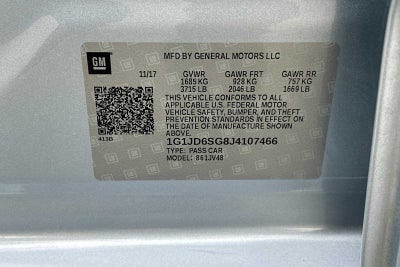 GM
MFD BY GENERAL MOTORS LLC
11/17 GVWR GAWR FRT GAWR RR
1685 KG 928 KG 757 KG
3715 LB 2046 LB 1669 LB
THIS VEHICLE CONFORMS TO ALL
APPLICABLE U.S. FEDERAL MOTOR
VEHICLE SAFETY, BUMPER, AND THEFT
PREVENTION STANDARDS IN EFFECT ON
THE DATE OF MANUFACTURE SHOWN ABOVE.
413B
1G1JD6SG8J4107466
TYPE: PASS CAR
MODEL: 861JV48